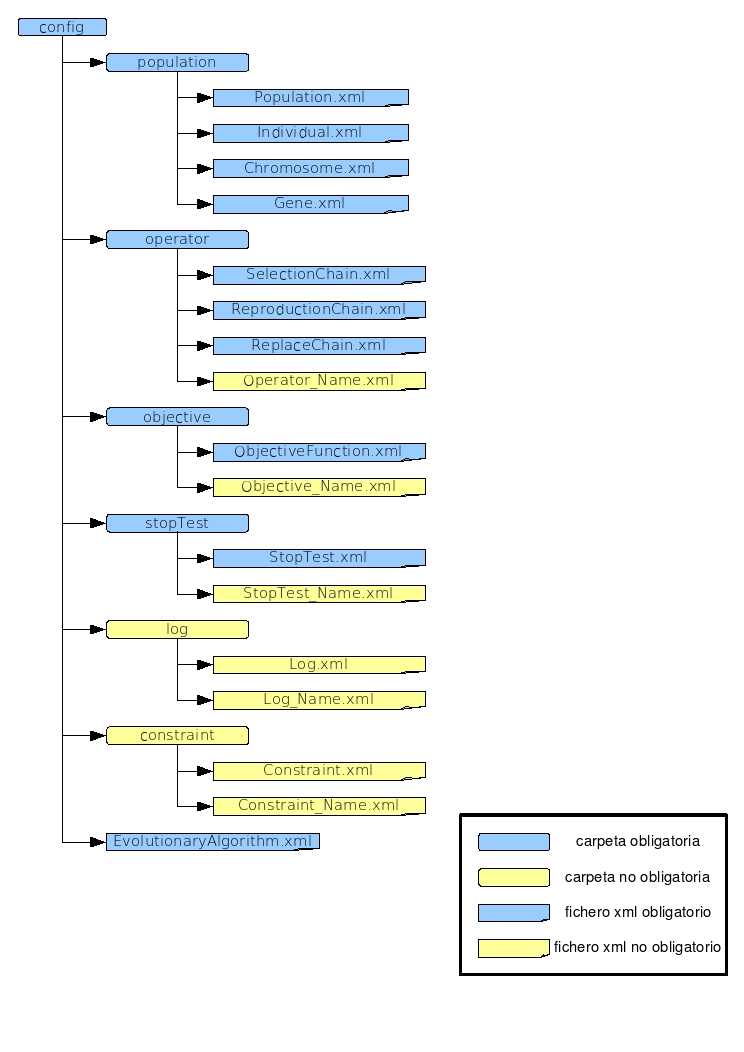 config
population
Population.xml
Individual.xml
Chromosome.xml
Gene.xml
operator
SelectionChain.xml
ReproductionChain.xml
ReplaceChain.xml
Operator_Name.xml
objective
ObjectiveFunction.xml
Objective_Name.xml
stopTest
StopTest.xml
StopTest_Name.xml
log
Log.xml
Log_Name.xml
constraint
Constraint.xml
Constraint_Name.xml
EvolutionaryAlgorithm.xml
carpeta obligatoria
carpeta no obligatoria
fichero xml obligatorio
fichero xml no obligatorio